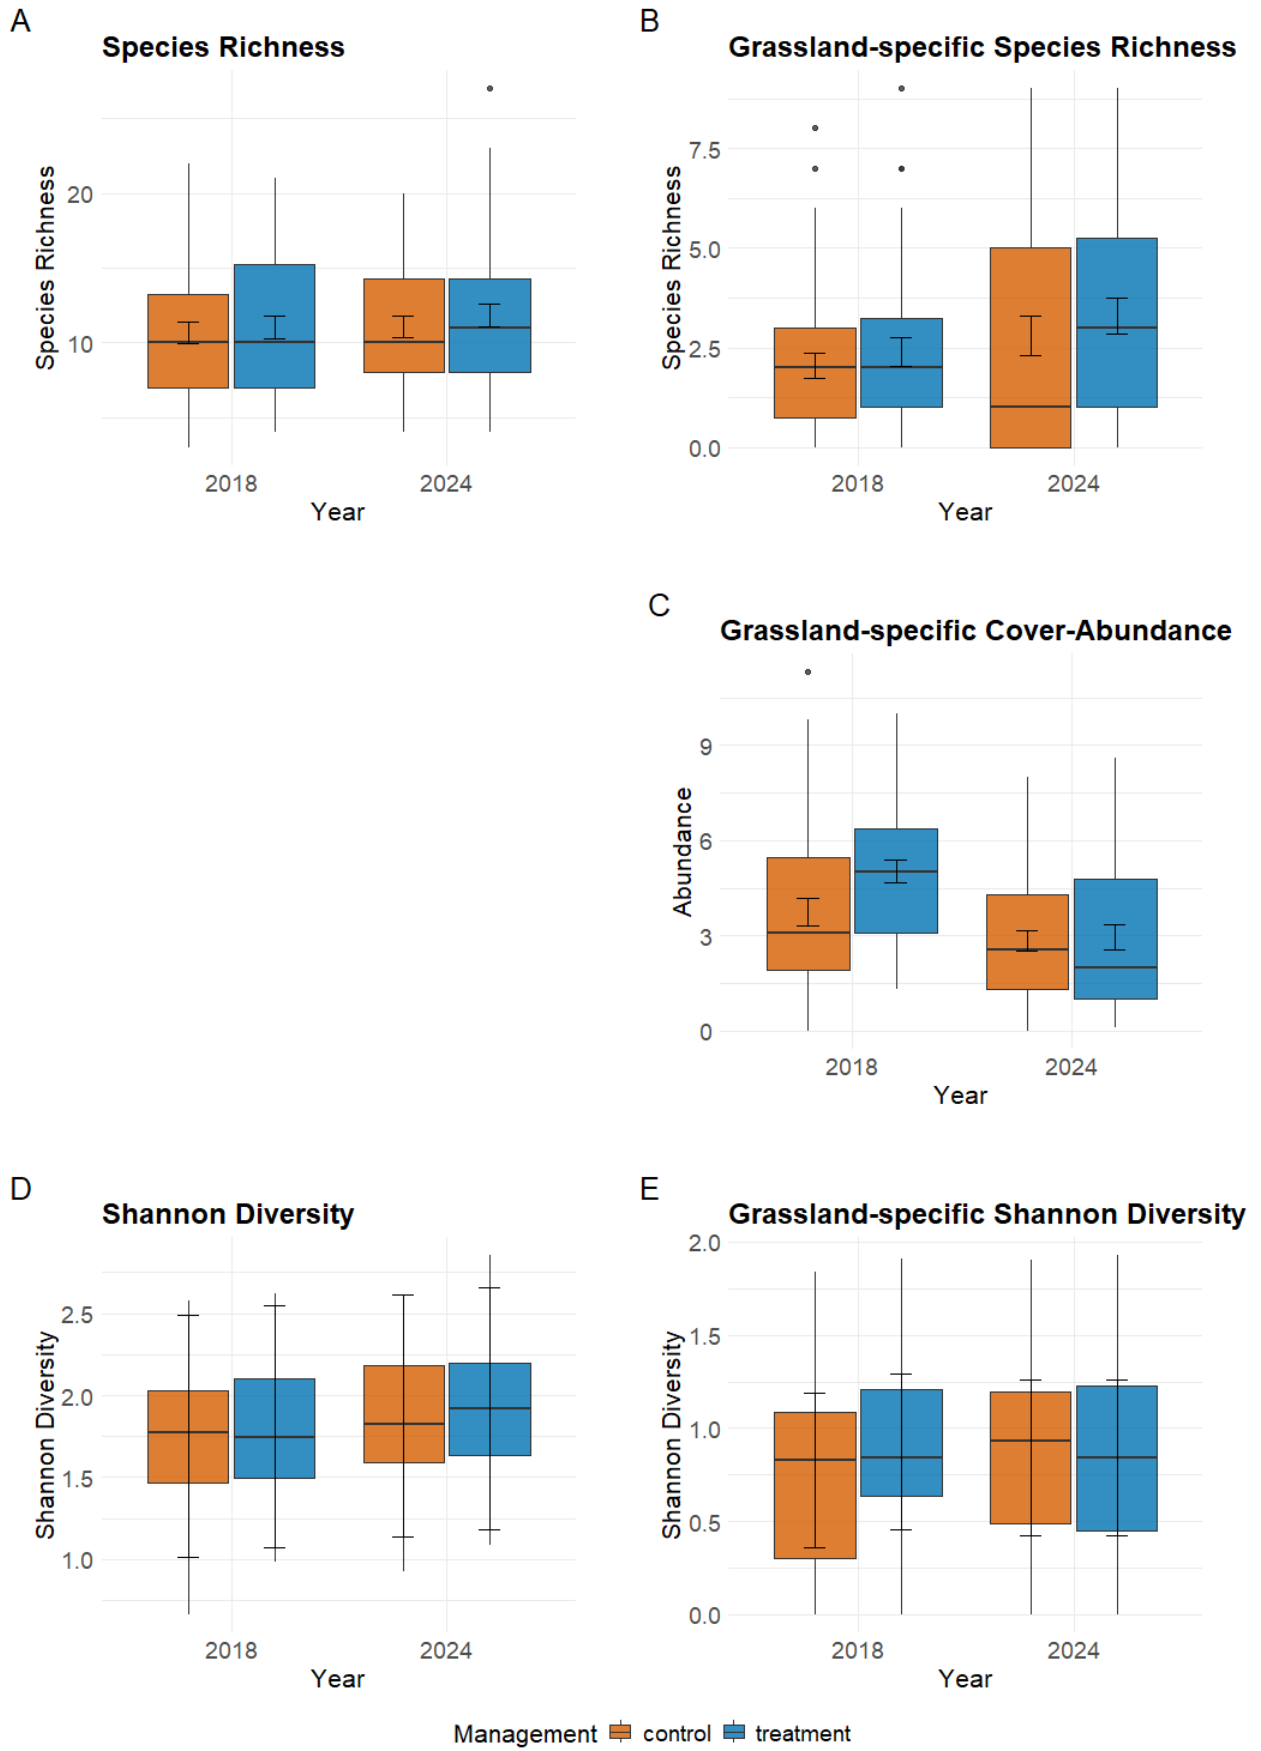 A
Species Richness
Species Richness
20
10
2018
2024
Year
B
Grassland-specific Species Richness
Species Richness
7.5
5.0
2.5
0.0
2018
2024
Year
C
Grassland-specific Cover-Abundance
Abundance
9
6
3
0
2018
2024
Year
D
Shannon Diversity
Shannon Diversity
2.5
2.0
1.5
1.0
2018
2024
Year
E
Grassland-specific Shannon Diversity
Shannon Diversity
2.0
1.5
1.0
0.5
0.0
2018
2024
Year
Management control treatment